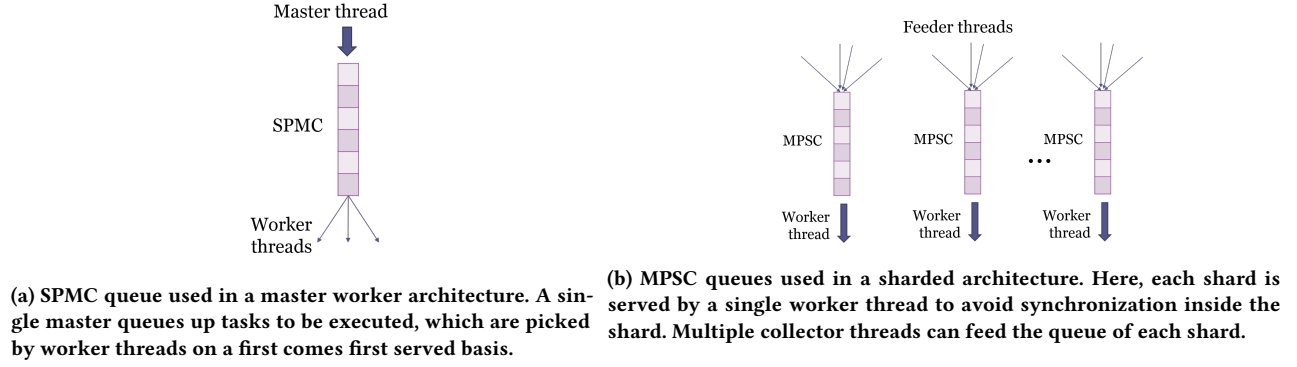 Master thread
SPMC
Worker
threads
(a) SPMC queue used in a master worker architecture. A sin-
gle master queues up tasks to be executed, which are picked
by worker threads on a first comes first served basis.
Feeder threads
MPSC
MPSC
...
MPSC
Worker
thread
Worker
thread
Worker
thread
(b) MPSC queues used in a sharded architecture. Here, each shard is
served by a single worker thread to avoid synchronization inside the
shard. Multiple collector threads can feed the queue of each shard.